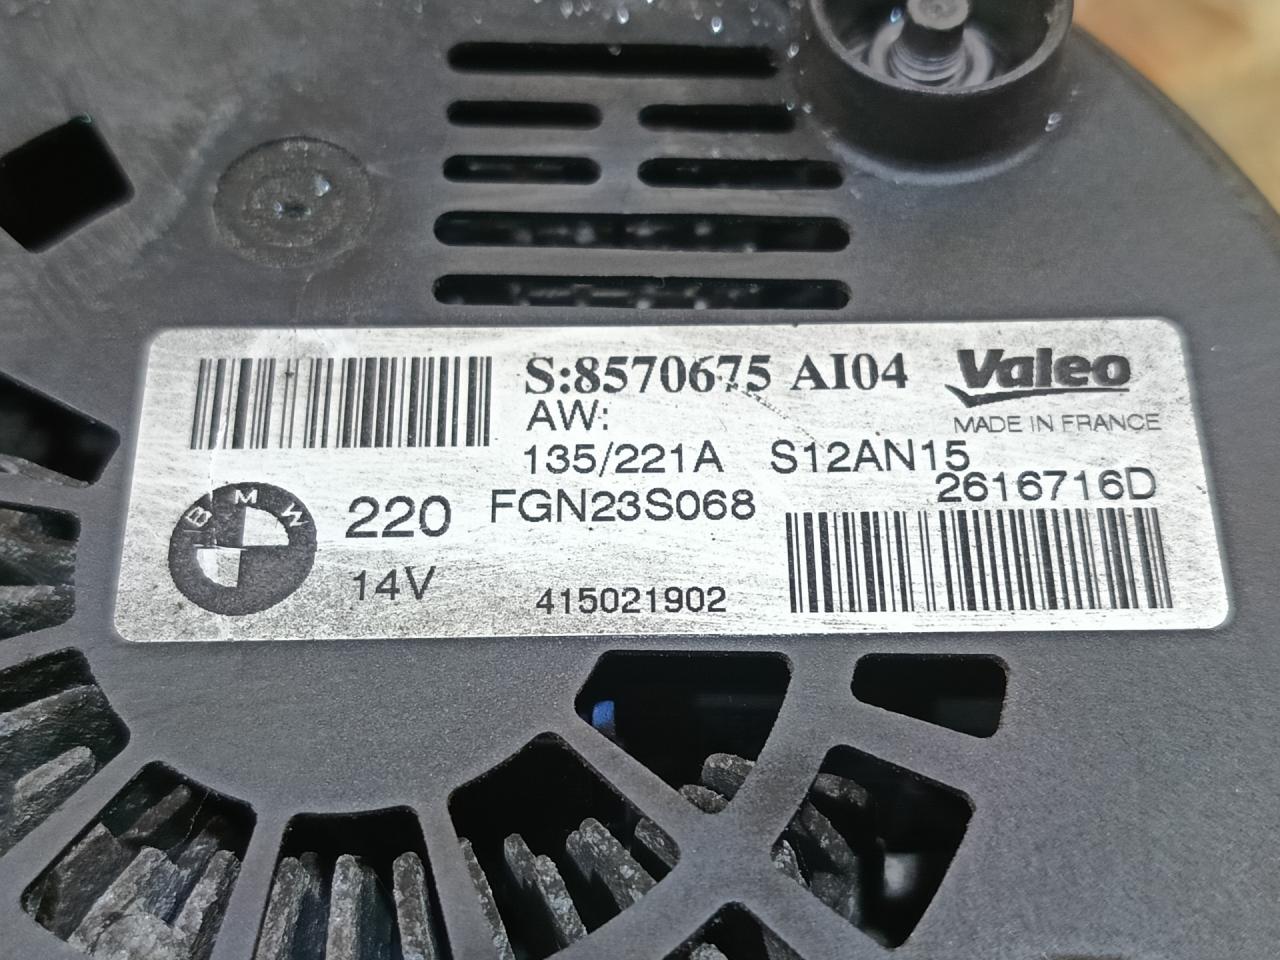 S:8570675 AI04
Valeo
AW:
MADE IN FRANCE
135/221A S12AN15
2616716D
BMW
220
FGN23S068
14V
415021902